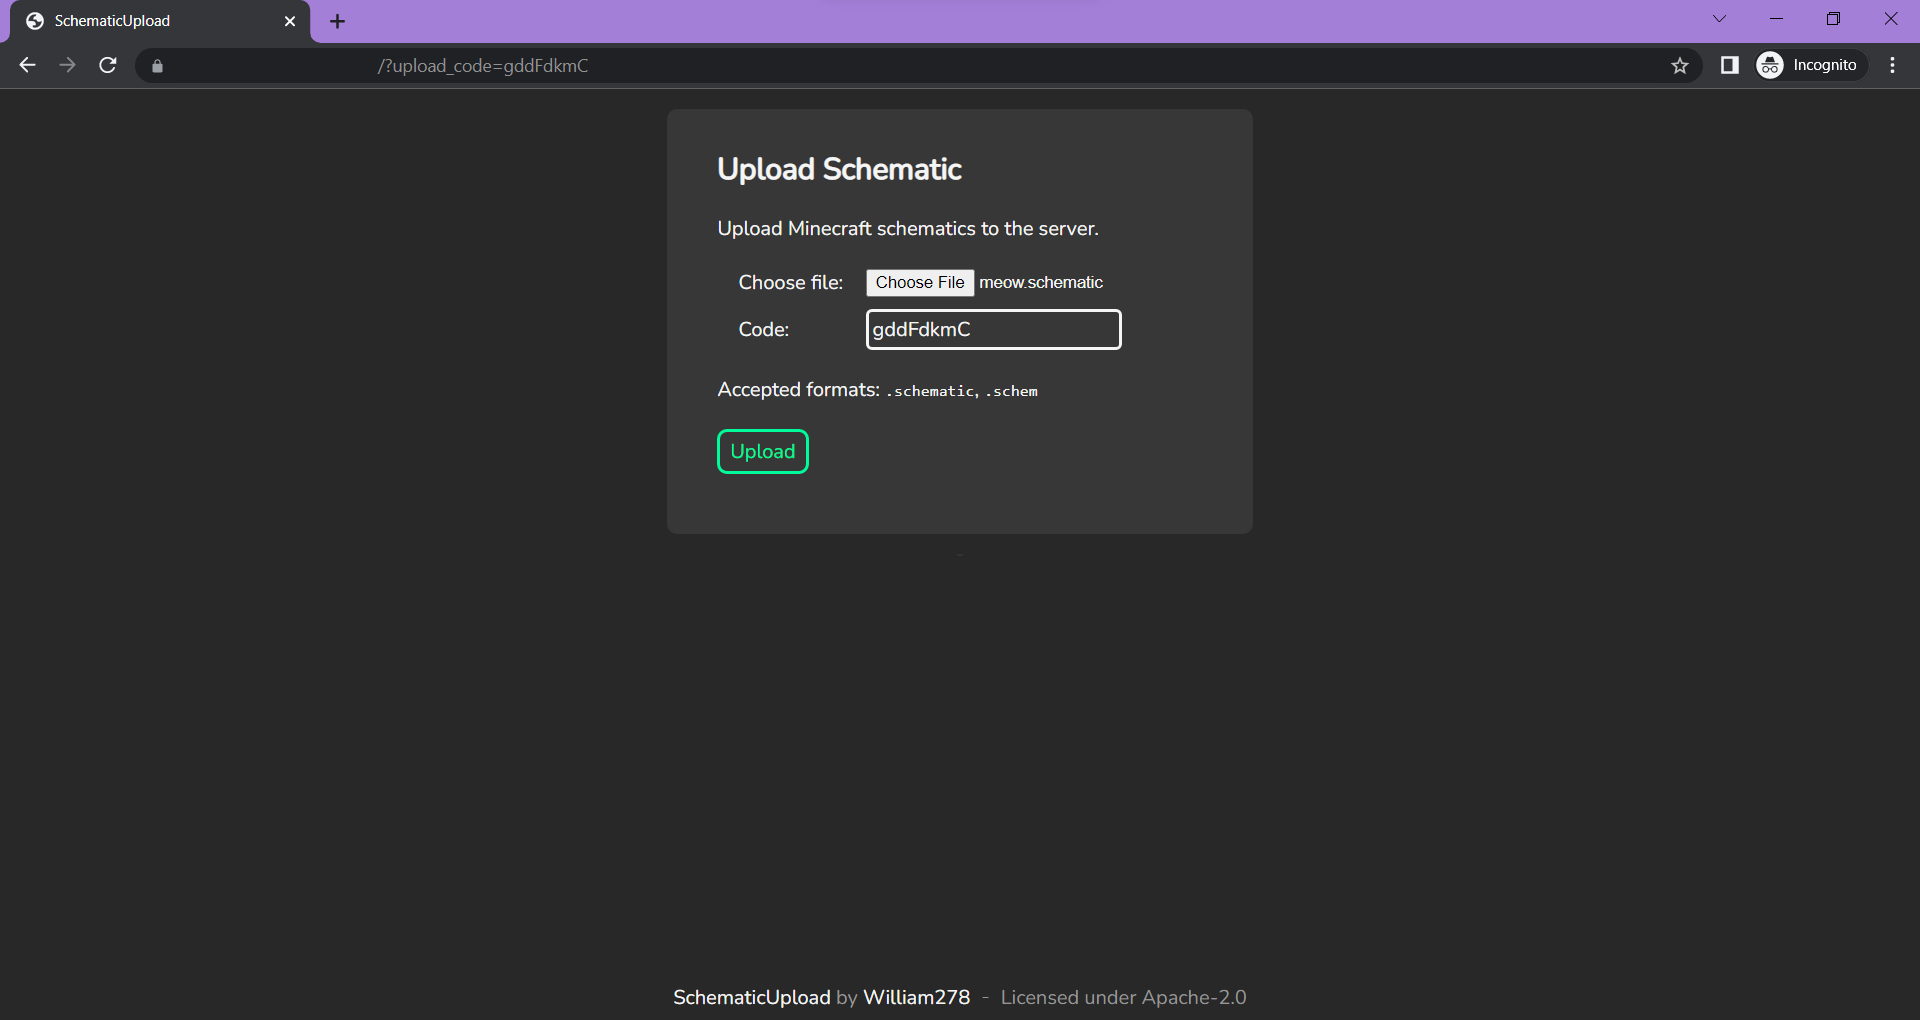 SchematicUpload
/?upload_code=gddFdkmC
Incognito
Upload Schematic
Upload Minecraft schematics to the server.
Choose file: Choose File meow.schematic
Code: gddFdkmC
Accepted formats: .schematic, .schem
Upload
SchematicUpload by William278 - Licensed under Apache-2.0